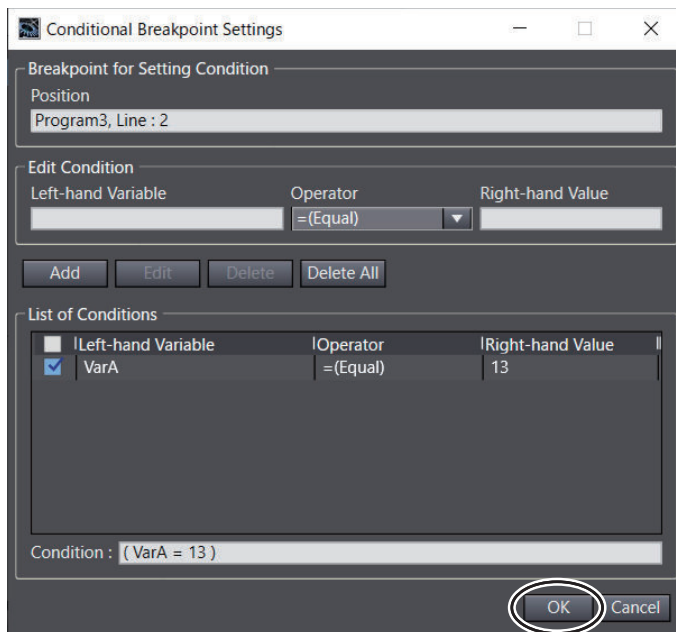 Conditional Breakpoint Settings
Breakpoint for Setting Condition
Position
Program3, Line : 2
Edit Condition
Left-hand Variable Operator Right-hand Value
=(Equal)
Add Edit Delete Delete All
List of Conditions
Left-hand Variable Operator Right-hand Value
VarA =(Equal) 13
Condition : ( VarA = 13 )
OK Cancel